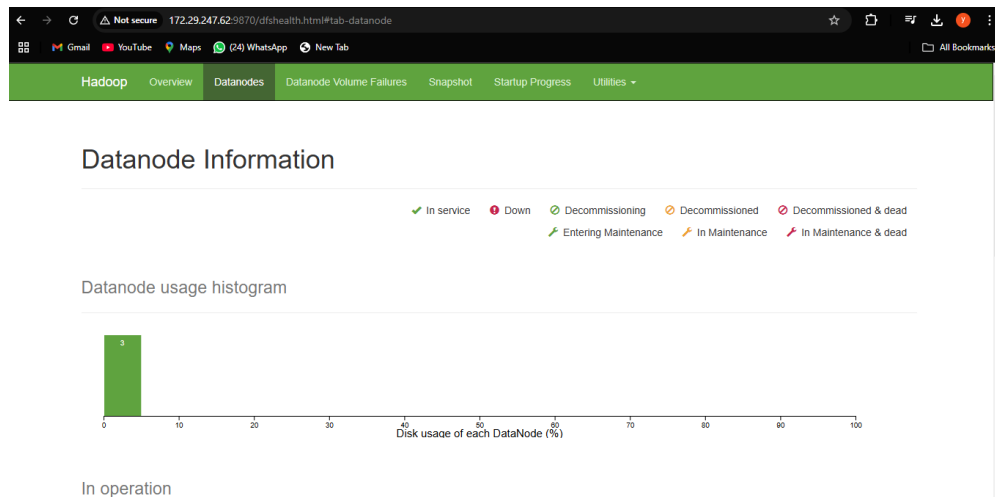 Not secure 172.29.247.62:9870/dfshealth.html#tab-datanode y
Gmail YouTube Maps (24) WhatsApp New Tab All Bookmarks
Hadoop Overview Datanodes Datanode Volume Failures Snapshot Startup Progress Utilities
Datanode Information
In service Down Decommissioning Decommissioned Decommissioned & dead
Entering Maintenance In Maintenance In Maintenance & dead
Datanode usage histogram
3
0 10 20 30 40 50 60 70 80 90 100
Disk usage of each DataNode (%)
In operation